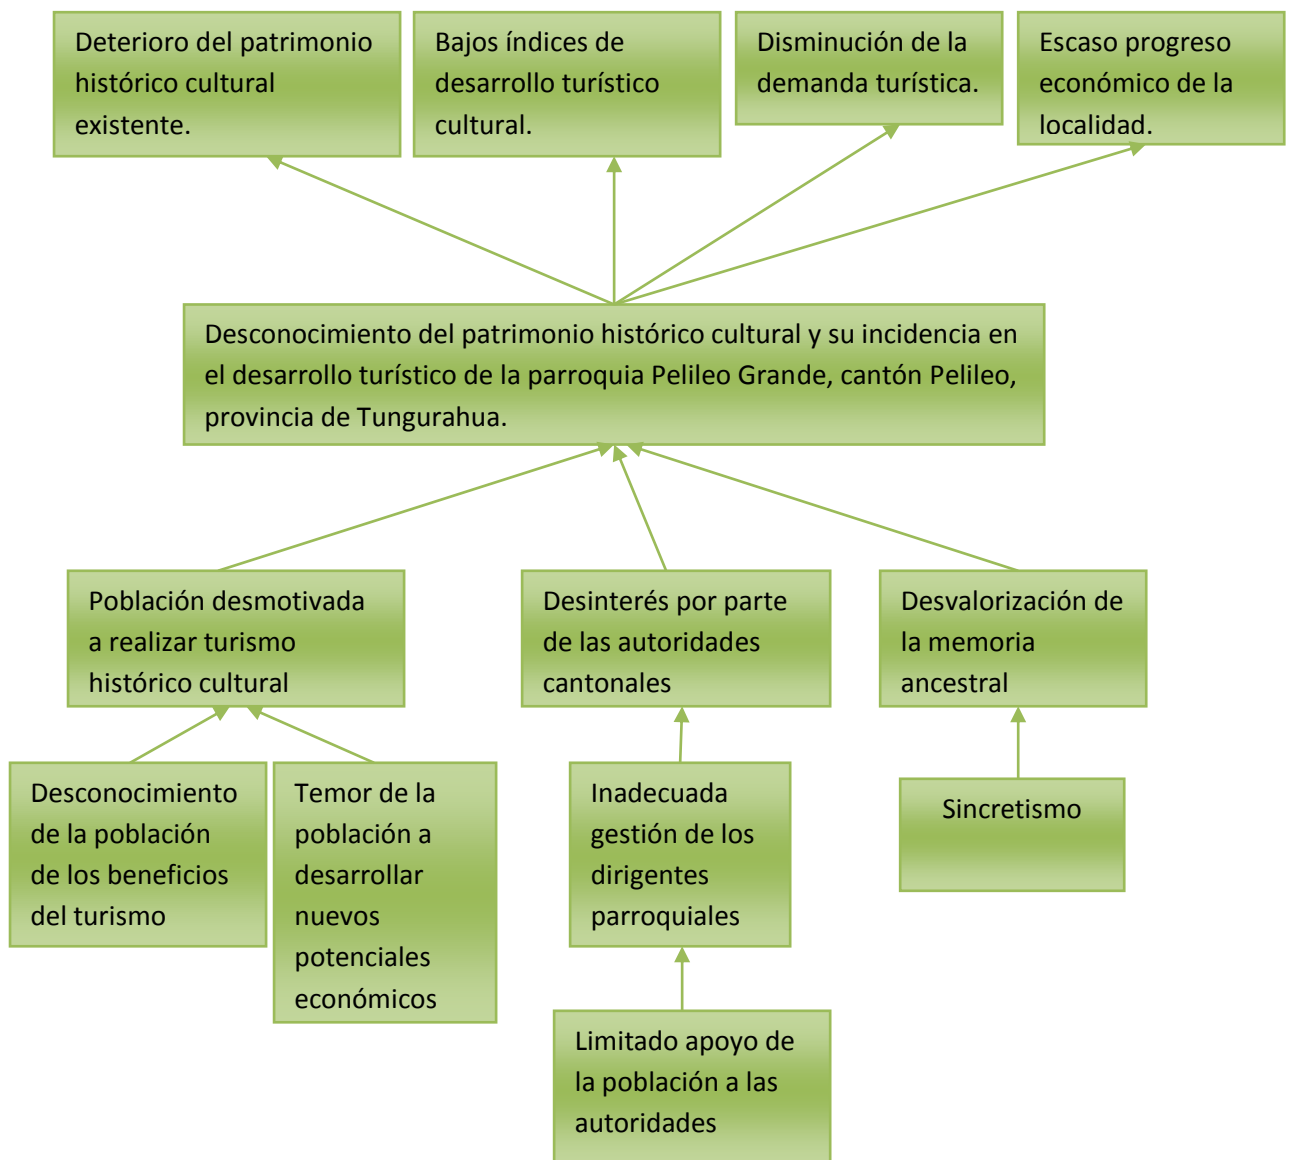 Deterioro del patrimonio
histórico cultural
existente.
Bajos índices de
desarrollo turístico
cultural.
Disminución de la
demanda turística.
Escaso progreso
económico de la
localidad.
Desconocimiento del patrimonio histórico cultural y su incidencia en
el desarrollo turístico de la parroquia Pelileo Grande, cantón Pelileo,
provincia de Tungurahua.
Población desmotivada
a realizar turismo
histórico cultural
Desinterés por parte
de las autoridades
cantonales
Desvalorización de
la memoria
ancestral
Desconocimiento
de la población
de los beneficios
del turismo
Temor de la
población a
desarrollar
nuevos
potenciales
económicos
Inadecuada
gestión de los
dirigentes
parroquiales
Sincretismo
Limitado apoyo de
la población a las
autoridades